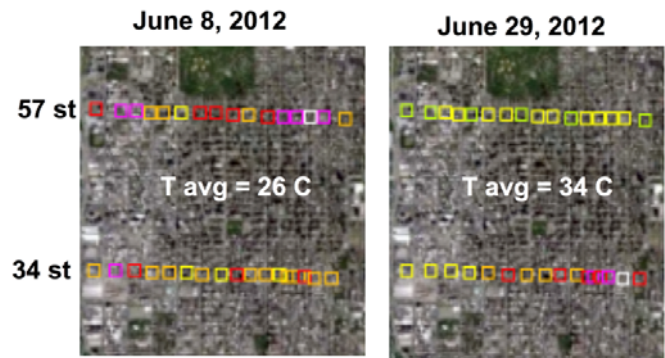 June 8, 2012
June 29, 2012
57 st
T avg = 26 C
T avg = 34 C
34 st